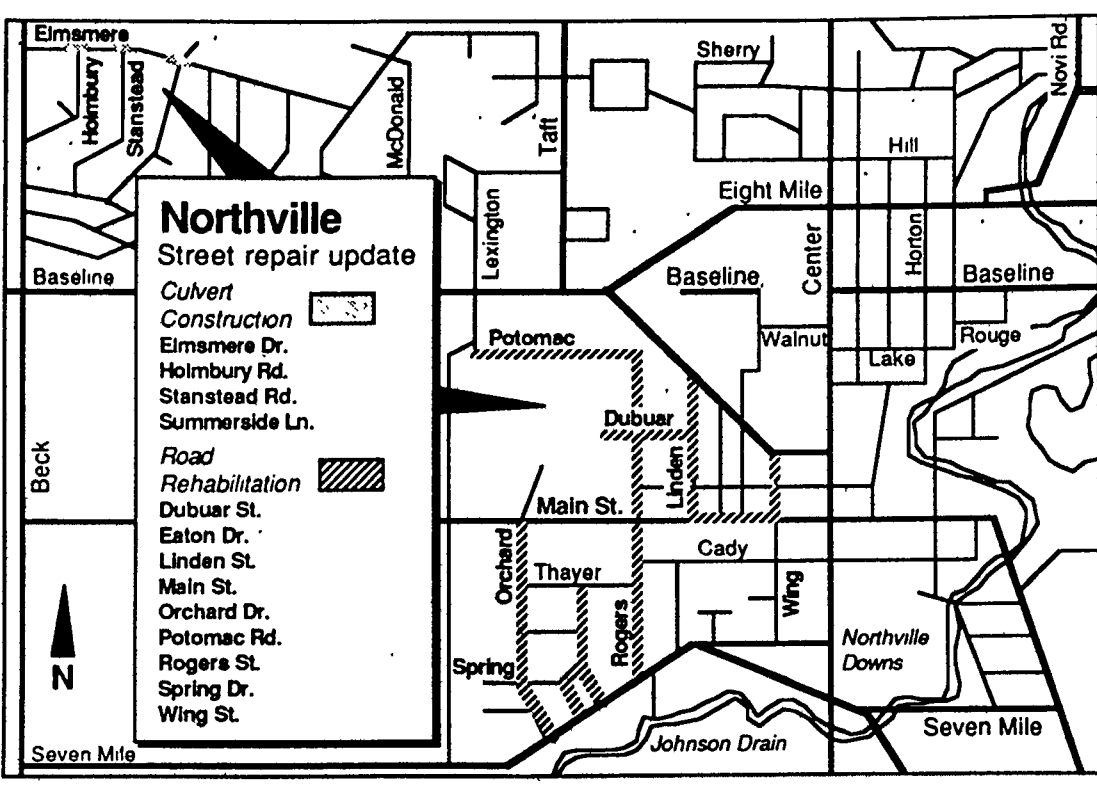 Elmsmere
Holmbury
Stanstead
McDonald
Taft
Sherry
Novi Rd.
Hill
Eight Mile
Lexington
Center
Horton
Baseline
Baseline
Baseline
Northville
Street repair update
Culvert
Construction
Elmsmere Dr.
Holmbury Rd.
Stanstead Rd.
Summerside Ln.
Road
Rehabilitation
Dubuar St.
Eaton Dr.
Linden St.
Main St.
Orchard Dr.
Potomac Rd.
Rogers St.
Spring Dr.
Wing St.
Potomac
Walnut
Rouge
Lake
Dubuar
Beck
Linden
Main St.
Orchard
Cady
Thayer
Wing
Rogers
Spring
Northville
Downs
N
Seven Mile
Johnson Drain
Seven Mile